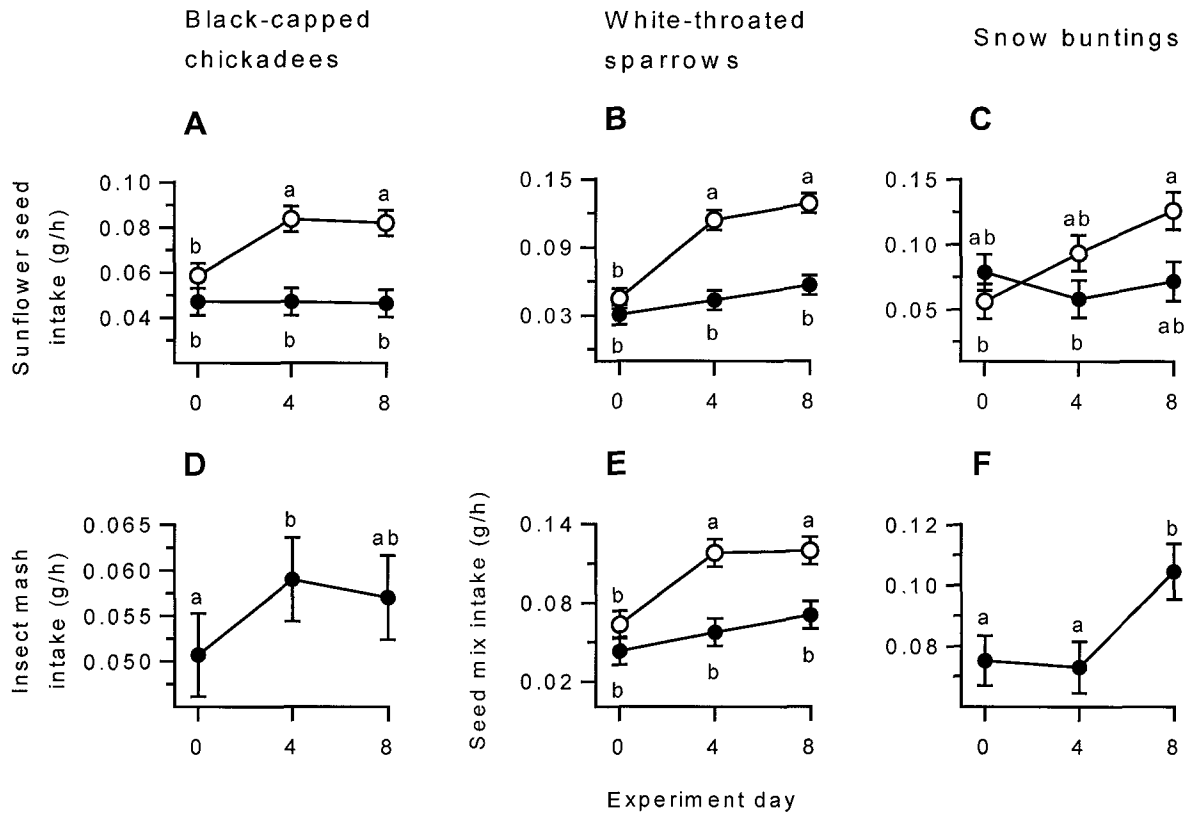 Black-capped
chickadees
White-throated
sparrows
Snow buntings
A
B
C
Sunflower seed
intake (g/h)
0.10
0.08
0.06
0.04
b
a
a
b
b
b
0
4
8
0.15
0.09
0.03
b
a
a
b
b
b
0
4
8
0.15
0.10
0.05
ab
ab
a
b
b
ab
0
4
8
D
E
F
Insect mash
intake (g/h)
0.065
0.060
0.055
0.050
a
b
ab
0
4
8
Seed mix intake (g/h)
0.14
0.08
0.02
b
a
a
b
b
b
0
4
8
0.12
0.10
0.08
a
a
b
0
4
8
Experiment day